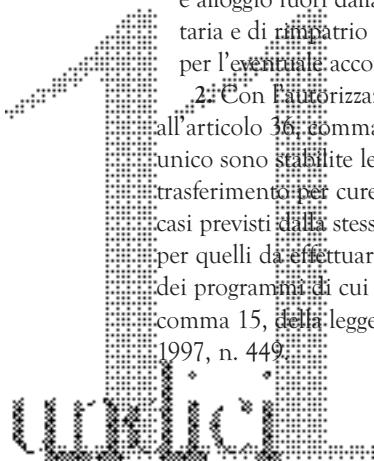 e alloggio fuori dalla
taria e di rimpatrio
per l'eventuale acco
2. Con l'autorizza
all'articolo 36, comma
unico sono stabilite le
trasferimento per cure
casi previsti dalla stess
per quelli da effettuar
dei programmi di cui
comma 15, della legge
1997, n. 449.
11
undici